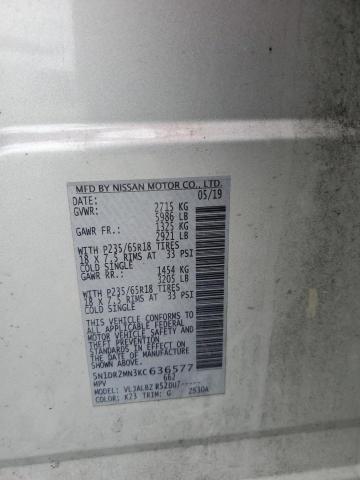 MFD BY NISSAN MOTOR CO., LTD.
DATE: 05/19
GVWR: 2715 KG
5986 LB
GAWR FR: 1325 KG
2921 LB
WITH P235/65R18 TIRES
18 X 7.5 RIMS AT 33 PSI
COLD SINGLE
GAWR RR: 1454 KG
3205 LB
WITH P235/65R18 TIRES
18 X 7.5 RIMS AT 33 PSI
COLD SINGLE
THIS VEHICLE CONFORMS TO ALL
APPLICABLE FEDERAL
MOTOR VEHICLE SAFETY AND
THEFT PREVENTION
STANDARDS IN EFFECT ON THE
DATE OF MANUFACTURE
SHOWN ABOVE.
5N1DR2MN3KC636577
MPV 662
MODEL:
COLOR: K23 TRIM: G 2530A